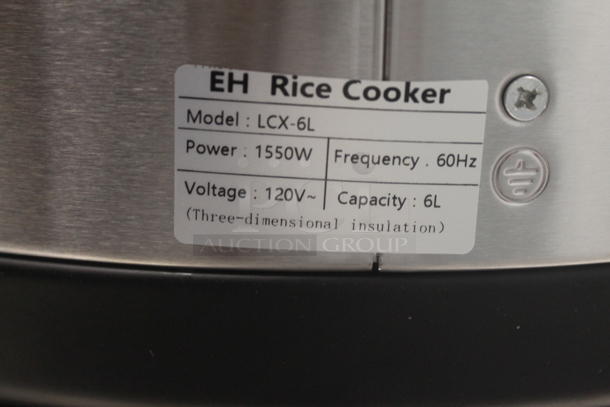 EH Rice Cooker
Model : LCX-6L
Power : 1550W Frequency . 60Hz
Voltage : 120V~ Capacity : 6L
(Three-dimensional insulation)
AUCTION GROUP